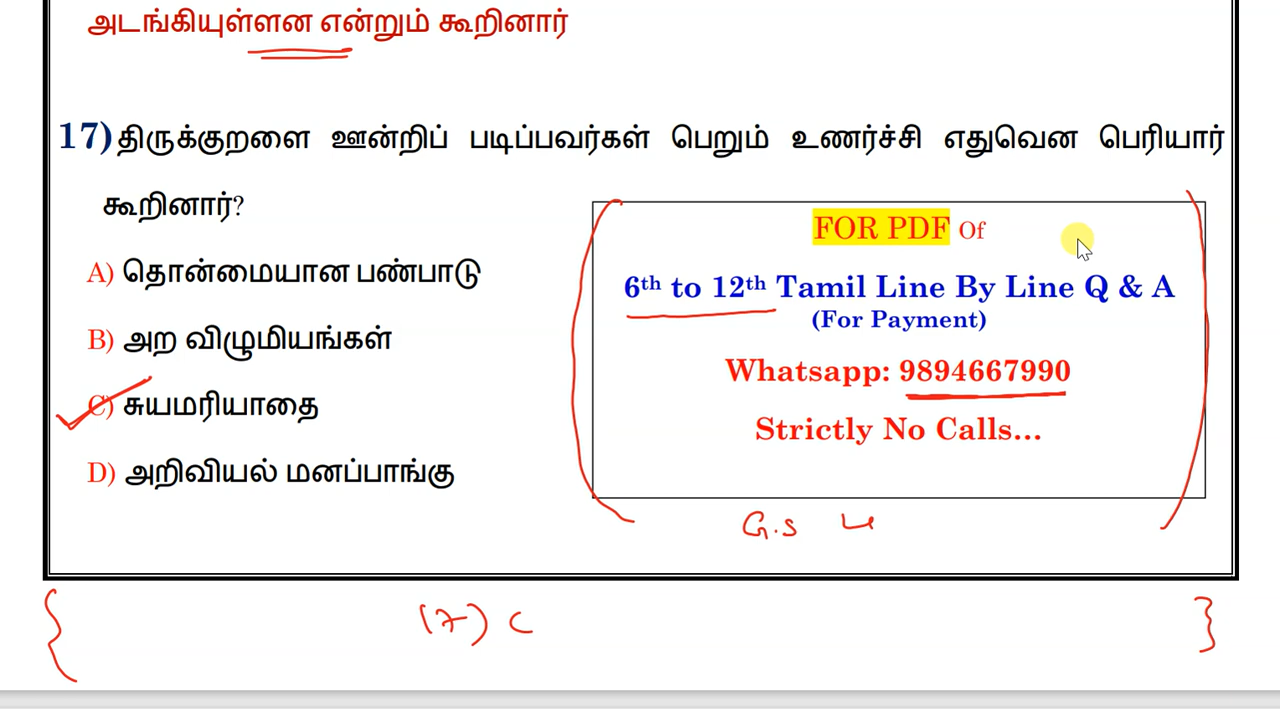 அடங்கியுள்ளன என்றும் கூறினார்
17) திருக்குறளை ஊன்றிப் படிப்பவர்கள் பெறும் உணர்ச்சி எதுவென பெரியார்
கூறினார்?
A) தொன்மையான பண்பாடு
B) அற விழுமியங்கள்
C) சுயமரியாதை
D) அறிவியல் மனப்பாங்கு
FOR PDF Of
6th to 12th Tamil Line By Line Q & A
(For Payment)
Whatsapp: 9894667990
Strictly No Calls...
G.S
17) C